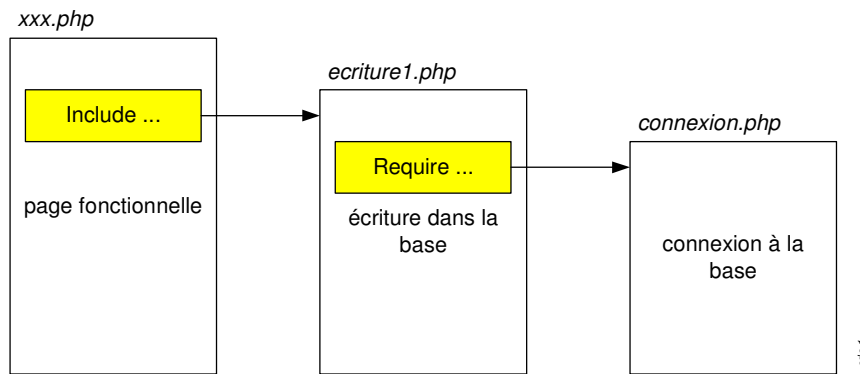 xxx.php
Include ...
page fonctionnelle
ecriture1.php
Require ...
écriture dans la
base
connexion.php
connexion à la
base